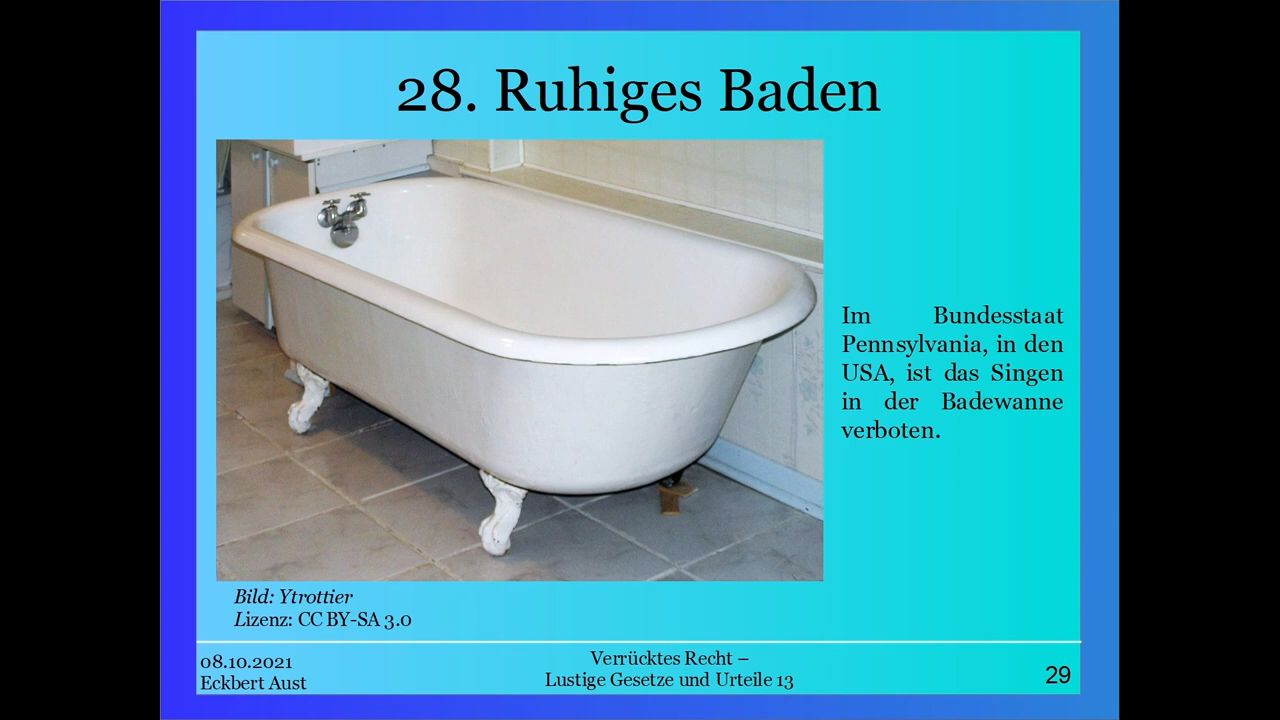 28. Ruhiges Baden
Im Bundesstaat
Pennsylvania, in den
USA, ist das Singen
in der Badewanne
verboten.
Bild: Ytrottier
Lizenz: CC BY-SA 3.0
08.10.2021
Eckbert Aust
Verrücktes Recht –
Lustige Gesetze und Urteile 13
29